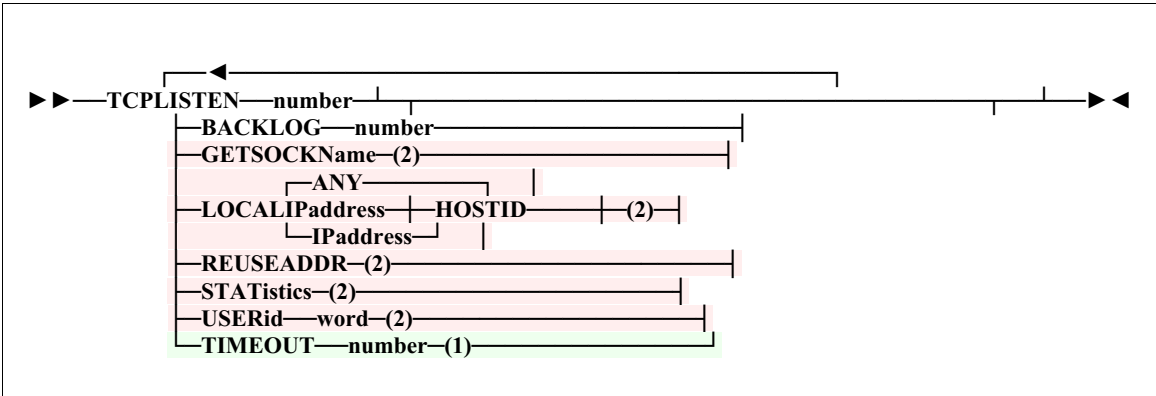 TCPLISTEN number
BACKLOG number
GETSOCKName (2)
ANY
LOCALIPaddress HOSTID (2)
IPaddress
REUSEADDR (2)
STATistics (2)
USERid word (2)
TIMEOUT number (1)